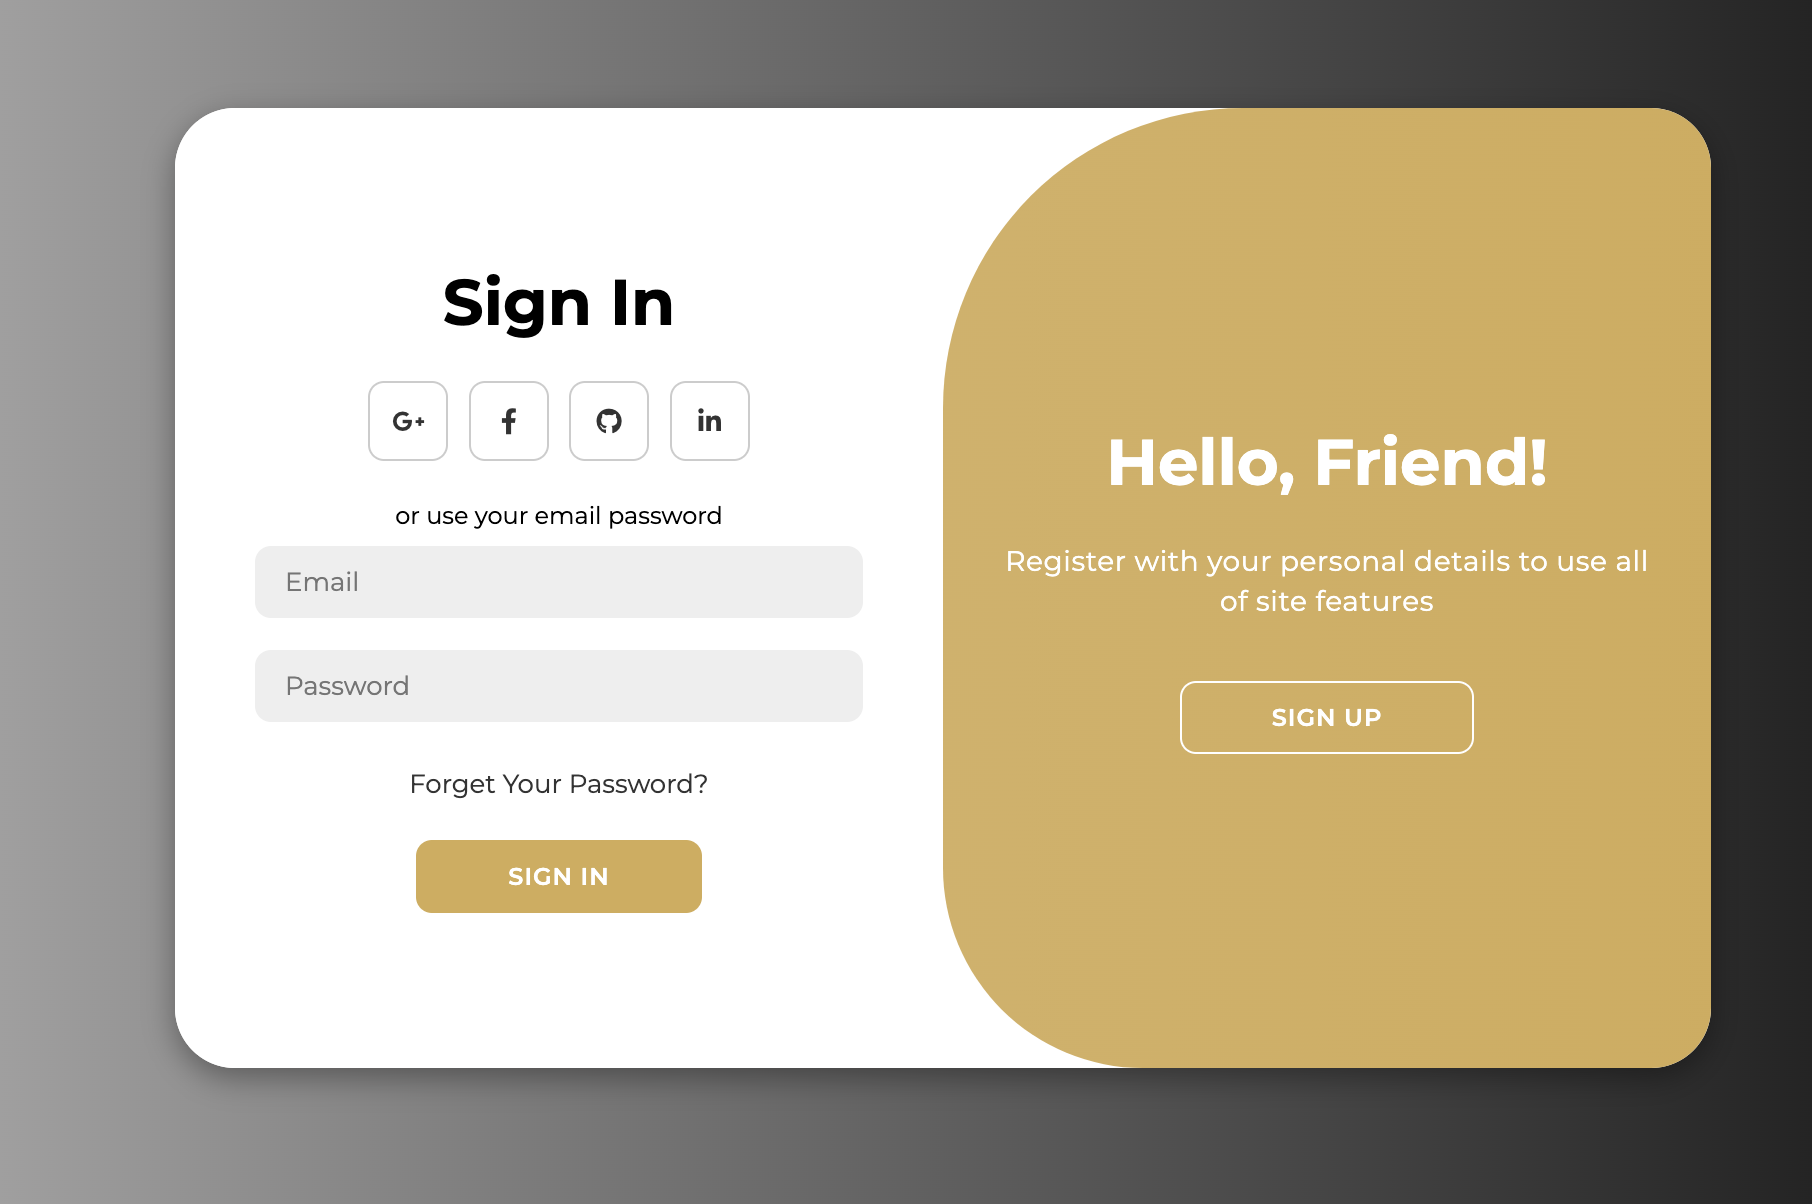 Sign In
G+ f in
or use your email password
Email
Password
Forget Your Password?
SIGN IN
Hello, Friend!
Register with your personal details to use all
of site features
SIGN UP